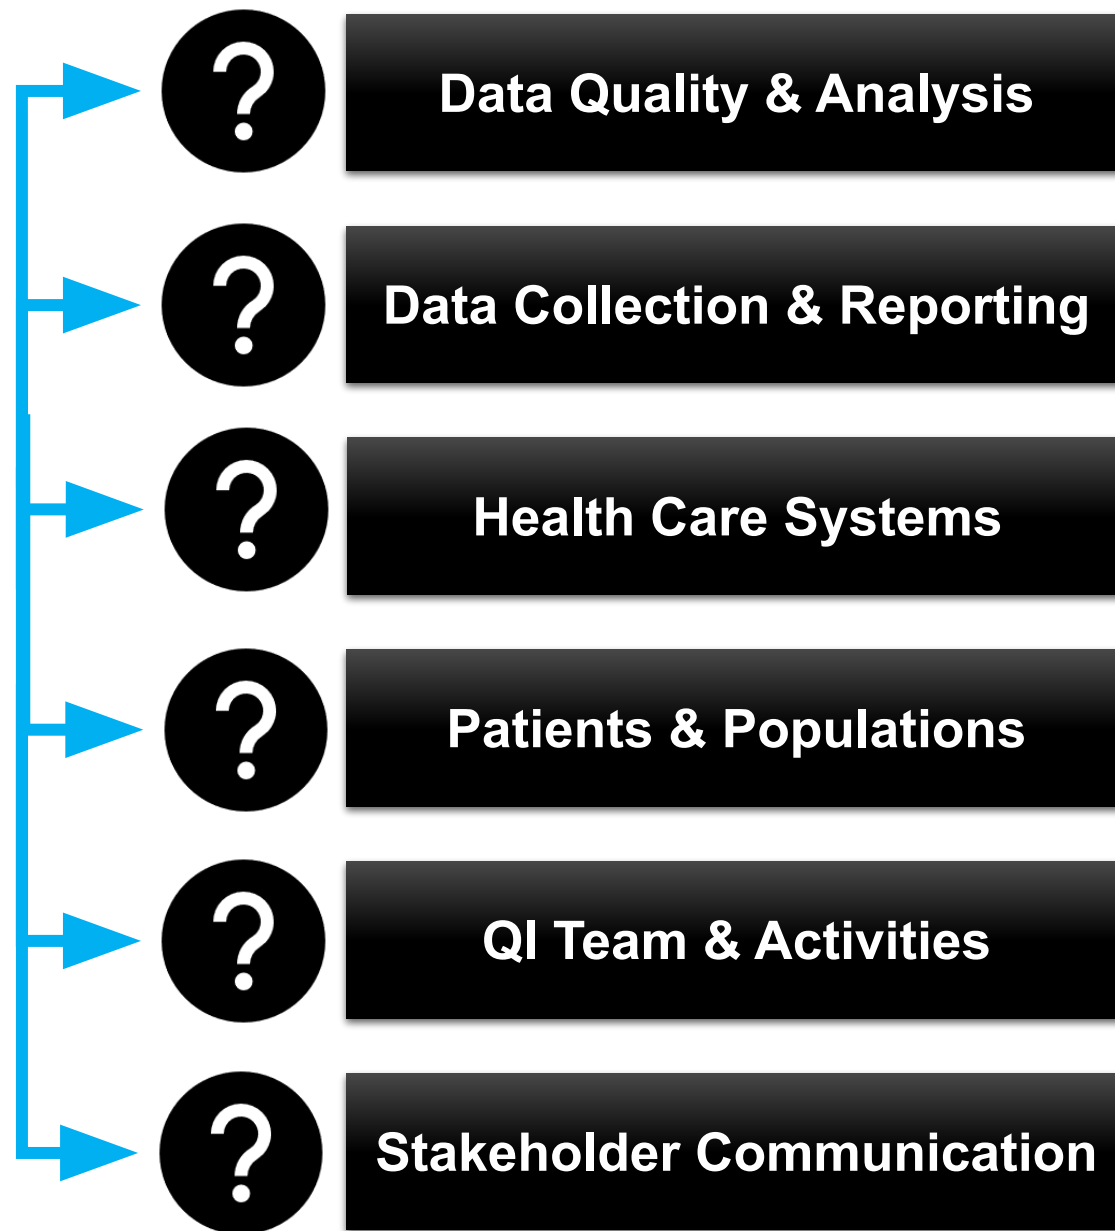 ?
Data Quality & Analysis
?
Data Collection & Reporting
?
Health Care Systems
?
Patients & Populations
?
QI Team & Activities
?
Stakeholder Communication